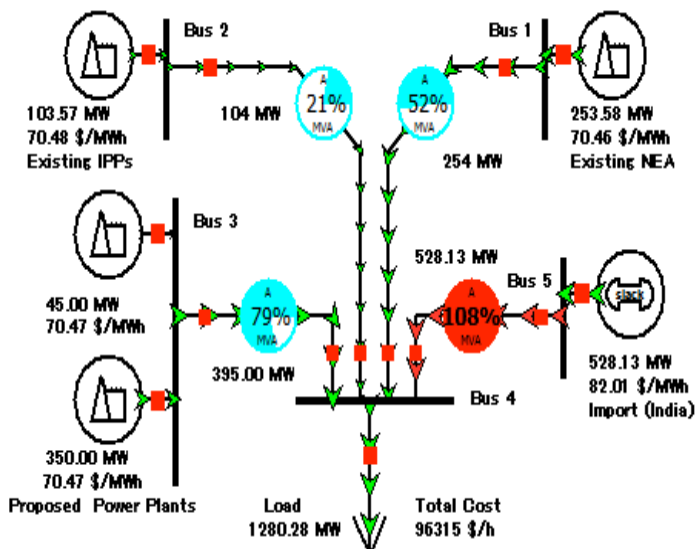 Bus 2
Bus 1
A
21%
MVA
A
52%
MVA
103.57 MW
70.48 $/MWh
Existing IPPs
104 MW
253.58 MW
70.46 $/MWh
Existing NEA
254 MW
Bus 3
528.13 MW
Bus 5
45.00 MW
70.47 $/MWh
A
79%
MVA
A
108%
MVA
slack
395.00 MW
528.13 MW
82.01 $/MWh
Import (India)
Bus 4
350.00 MW
70.47 $/MWh
Proposed Power Plants
Load
1280.28 MW
Total Cost
96315 $/h